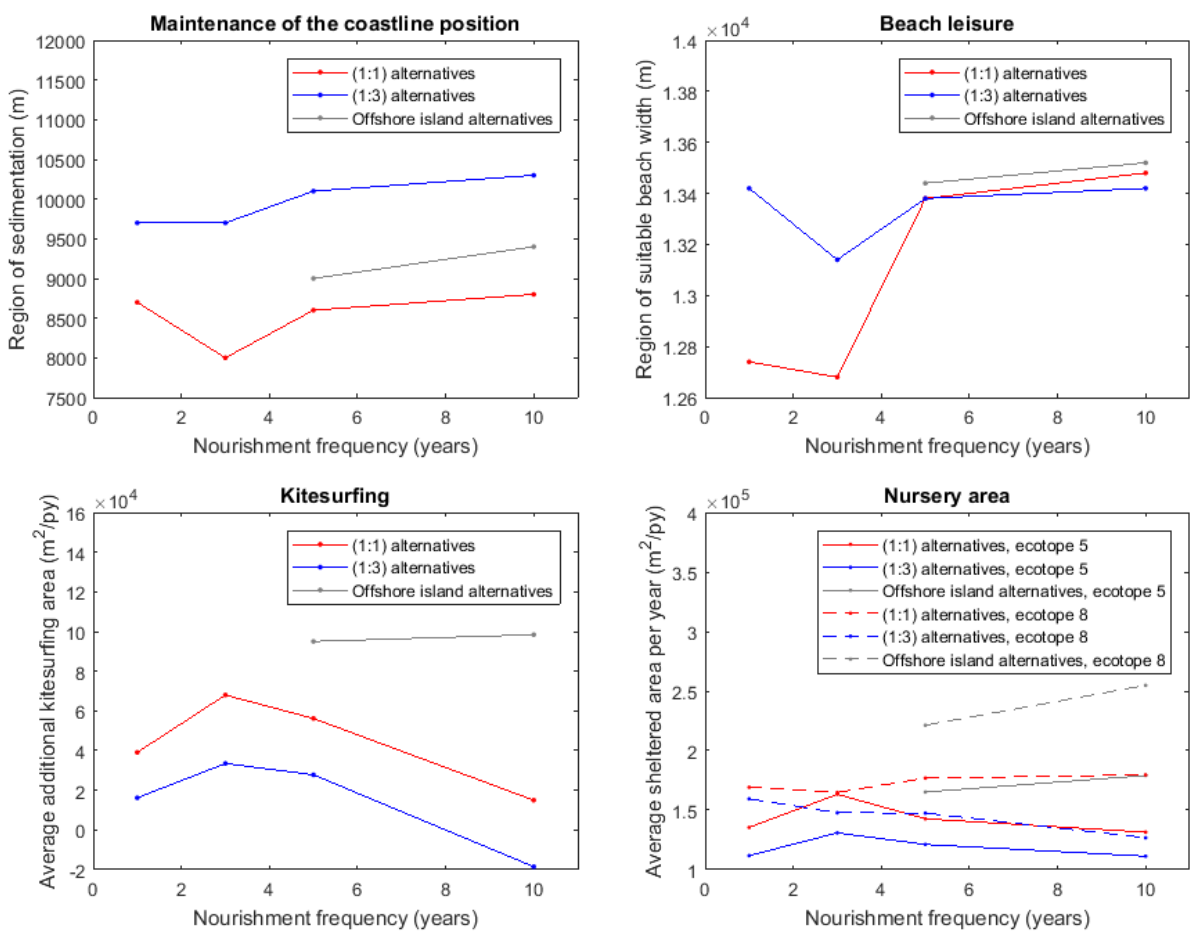 Maintenance of the coastline position
Region of sedimentation (m)
12000
11500
11000
10500
10000
9500
9000
8500
8000
7500
(1:1) alternatives
(1:3) alternatives
Offshore island alternatives
0 2 4 6 8 10
Nourishment frequency (years)
Beach leisure
×10^4
Region of suitable beach width (m)
1.4
1.38
1.36
1.34
1.32
1.3
1.28
1.26
(1:1) alternatives
(1:3) alternatives
Offshore island alternatives
0 2 4 6 8 10
Nourishment frequency (years)
Kitesurfing
×10^4
Average additional kitesurfing area (m²/py)
16
14
12
10
8
6
4
2
0
-2
(1:1) alternatives
(1:3) alternatives
Offshore island alternatives
0 2 4 6 8 10
Nourishment frequency (years)
Nursery area
×10^5
Average sheltered area per year (m²/py)
4
3.5
3
2.5
2
1.5
1
(1:1) alternatives, ecotope 5
(1:3) alternatives, ecotope 5
Offshore island alternatives, ecotope 5
(1:1) alternatives, ecotope 8
(1:3) alternatives, ecotope 8
Offshore island alternatives, ecotope 8
0 2 4 6 8 10
Nourishment frequency (years)